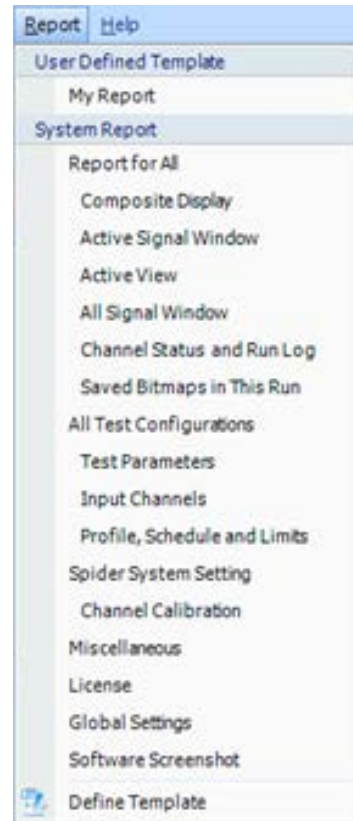 Report Help
User Defined Template
My Report
System Report
Report for All
Composite Display
Active Signal Window
Active View
All Signal Window
Channel Status and Run Log
Saved Bitmaps in This Run
All Test Configurations
Test Parameters
Input Channels
Profile, Schedule and Limits
Spider System Setting
Channel Calibration
Miscellaneous
License
Global Settings
Software Screenshot
Define Template